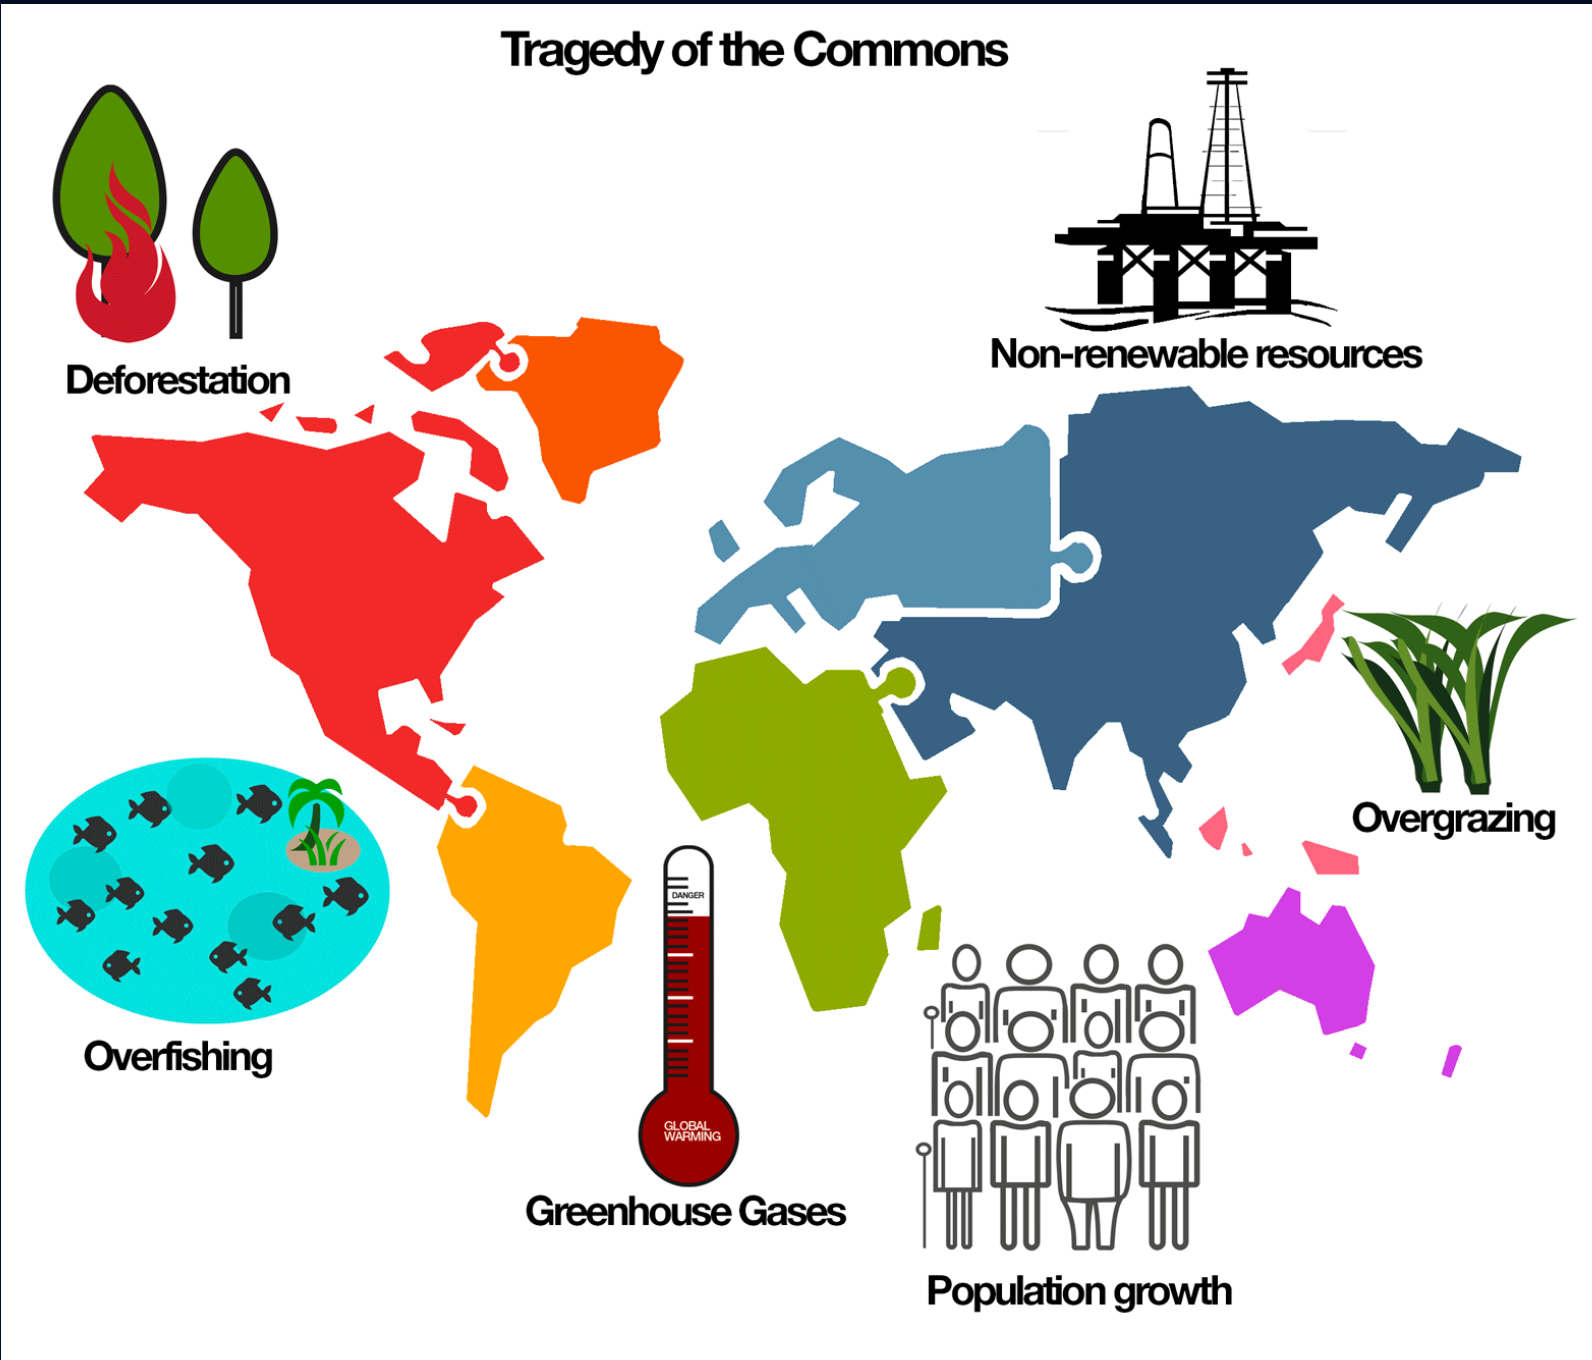 Tragedy of the Commons
Deforestation
Non-renewable resources
Overgrazing
DANGER
Overfishing
GLOBAL
WARMING
Greenhouse Gases
Population growth